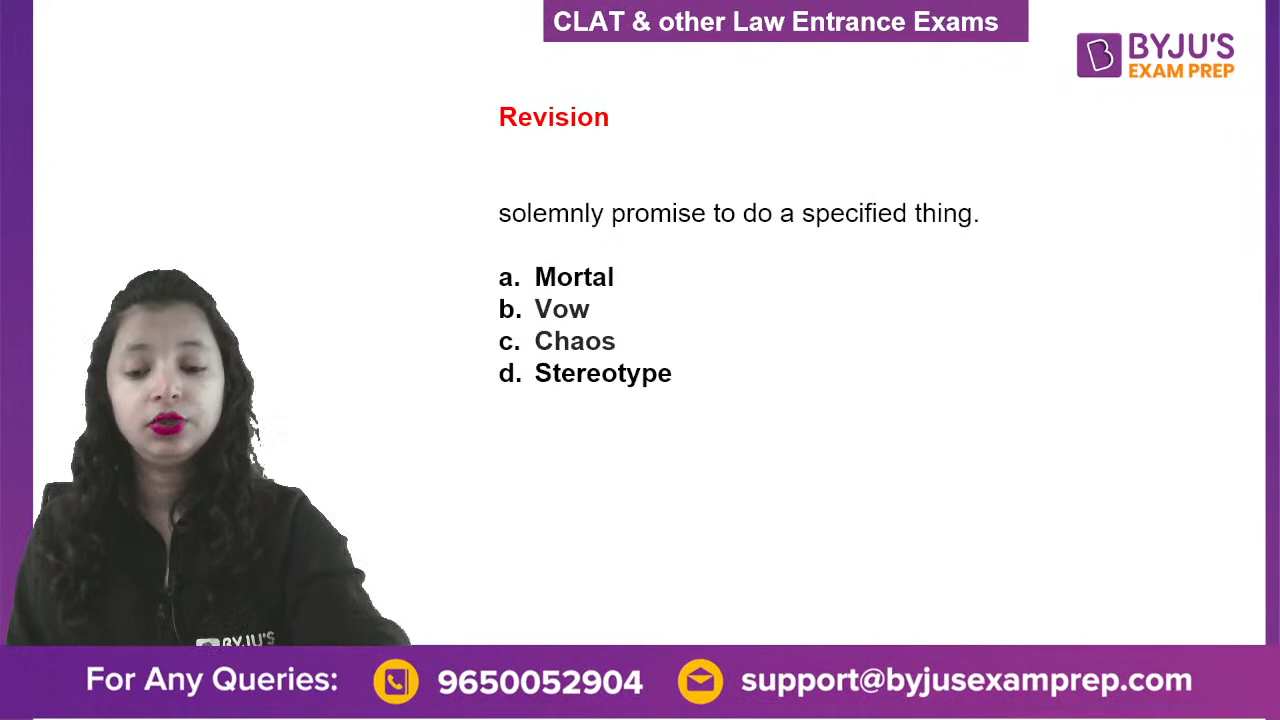 CLAT & other Law Entrance Exams
BYJU'S
EXAM PREP
Revision
solemnly promise to do a specified thing.
a. Mortal
b. Vow
c. Chaos
d. Stereotype
BYJU'S
For Any Queries: 9650052904 support@byjusexamprep.com